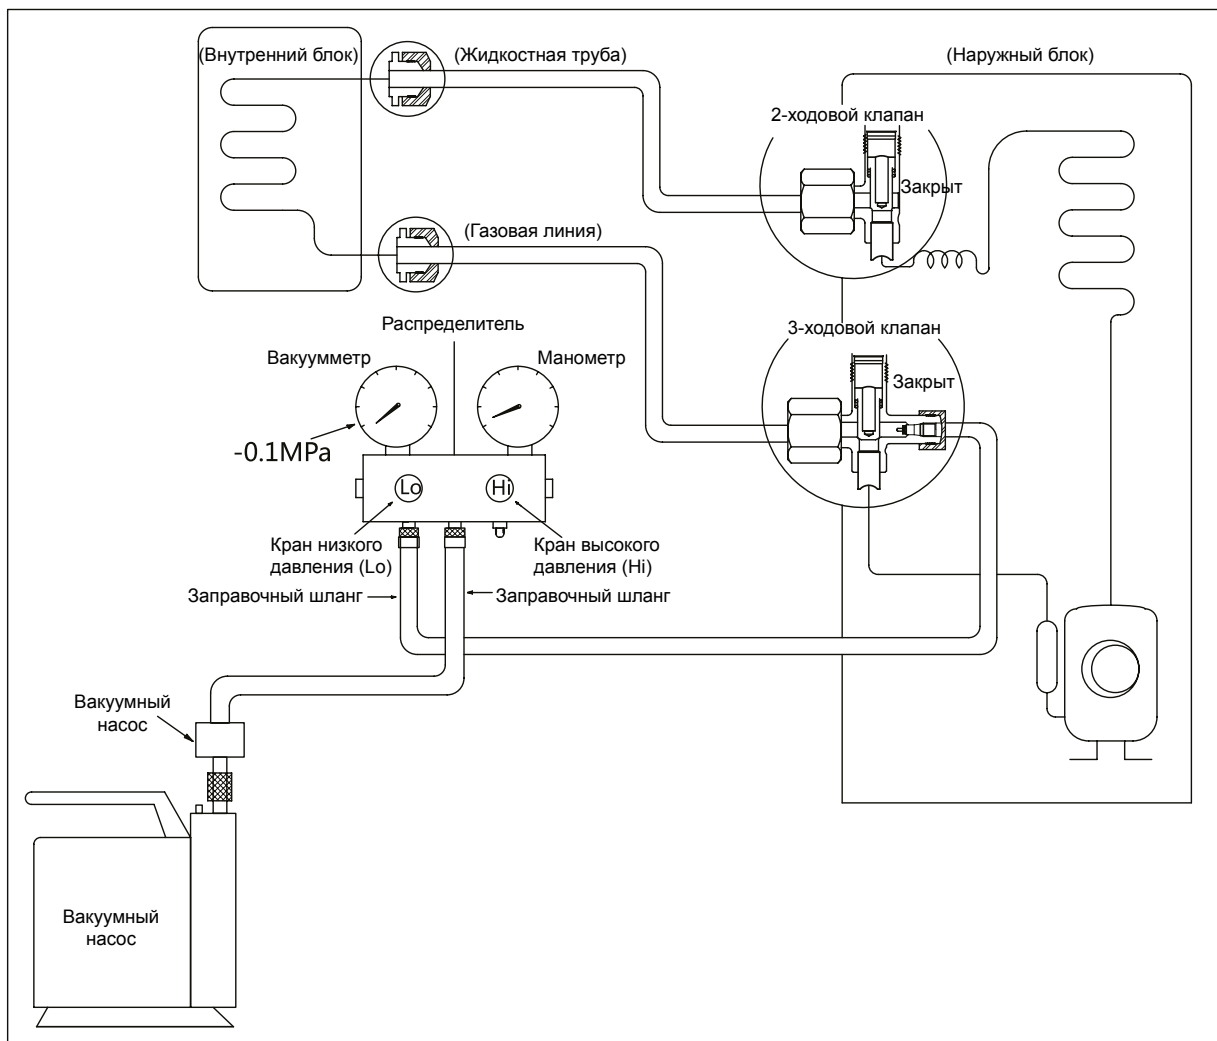 (Внутренний блок)
(Жидкостная труба)
(Наружный блок)
2-ходовой клапан
Закрыт
(Газовая линия)
Распределитель
3-ходовой клапан
Вакуумметр
Манометр
Закрыт
-0.1MPa
Lo
Hi
Кран низкого
давления (Lo)
Кран высокого
давления (Hi)
Заправочный шланг
Заправочный шланг
Вакуумный
насос
Вакуумный
насос